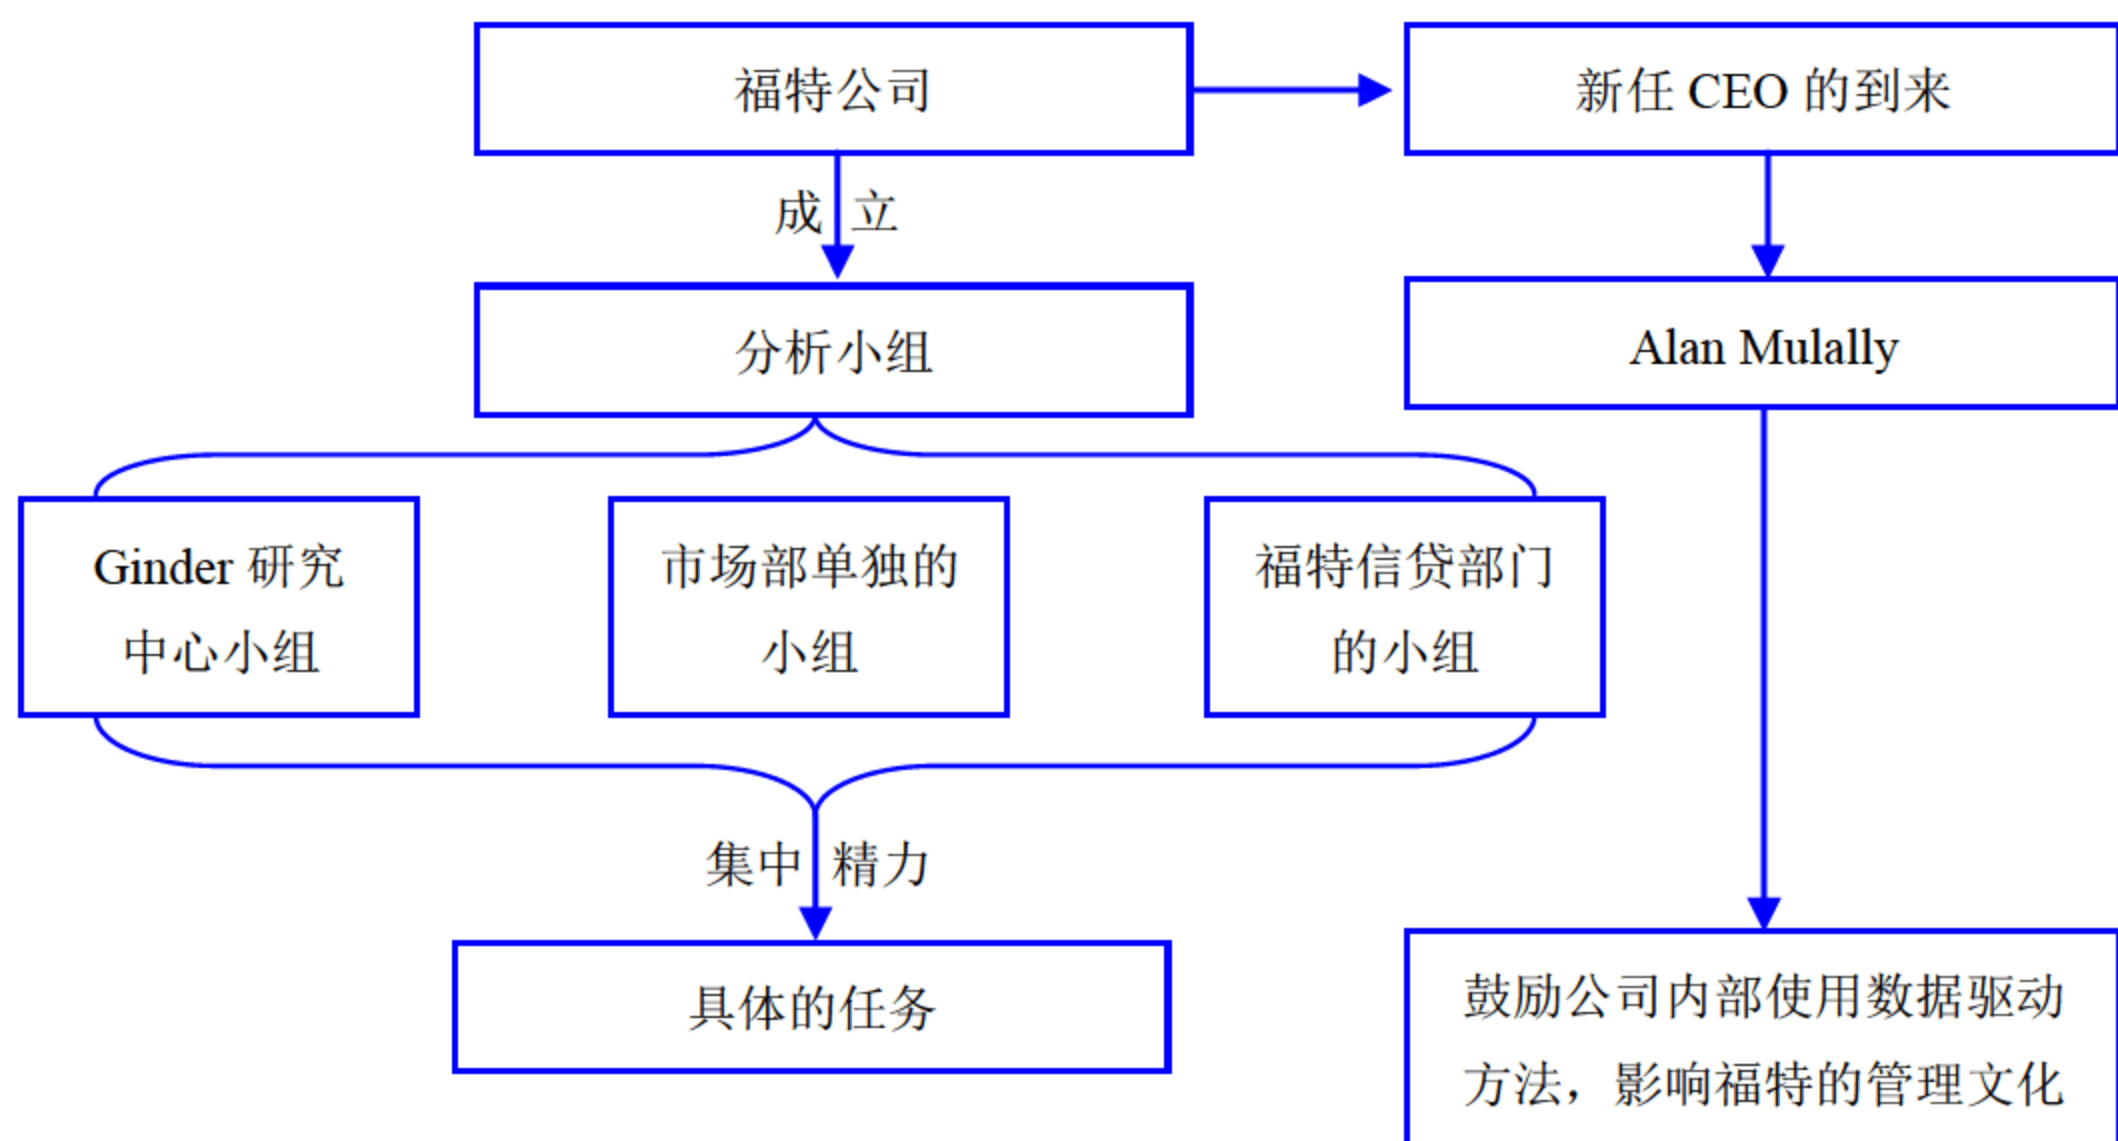 福特公司
新任 CEO 的到来
成 立
分析小组
Alan Mulally
Ginder 研究
中心小组
市场部单独的
小组
福特信贷部门
的小组
集中 精力
具体的任务
鼓励公司内部使用数据驱动
方法，影响福特的管理文化